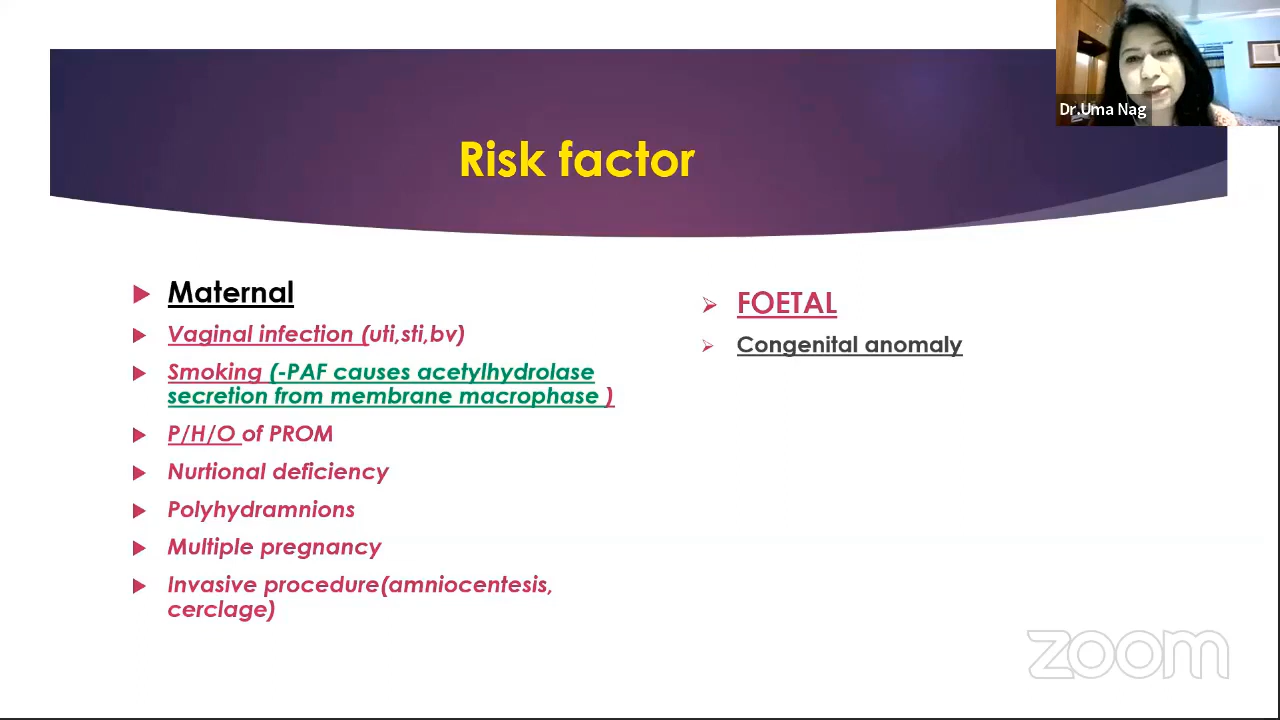 Dr.Uma Nag
Risk factor
Maternal
Vaginal infection (uti,sti,bv)
Smoking (-PAF causes acetylhydrolase
secretion from membrane macrophase )
P/H/O of PROM
Nurtional deficiency
Polyhydramnions
Multiple pregnancy
Invasive procedure(amniocentesis,
cerclage)
FOETAL
Congenital anomaly
zoom